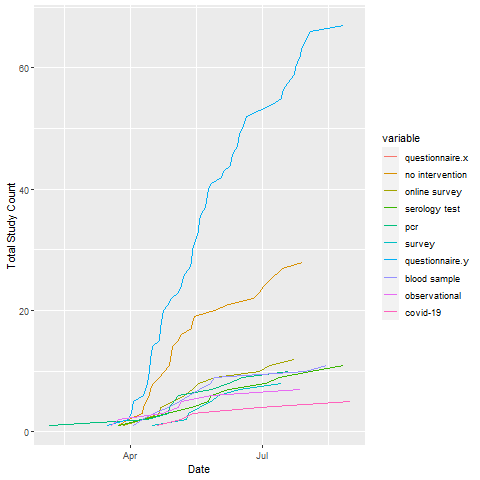 60
40
20
0
Total Study Count
Apr
Jul
Date
variable
questionnaire.x
no intervention
online survey
serology test
pcr
survey
questionnaire.y
blood sample
observational
covid-19